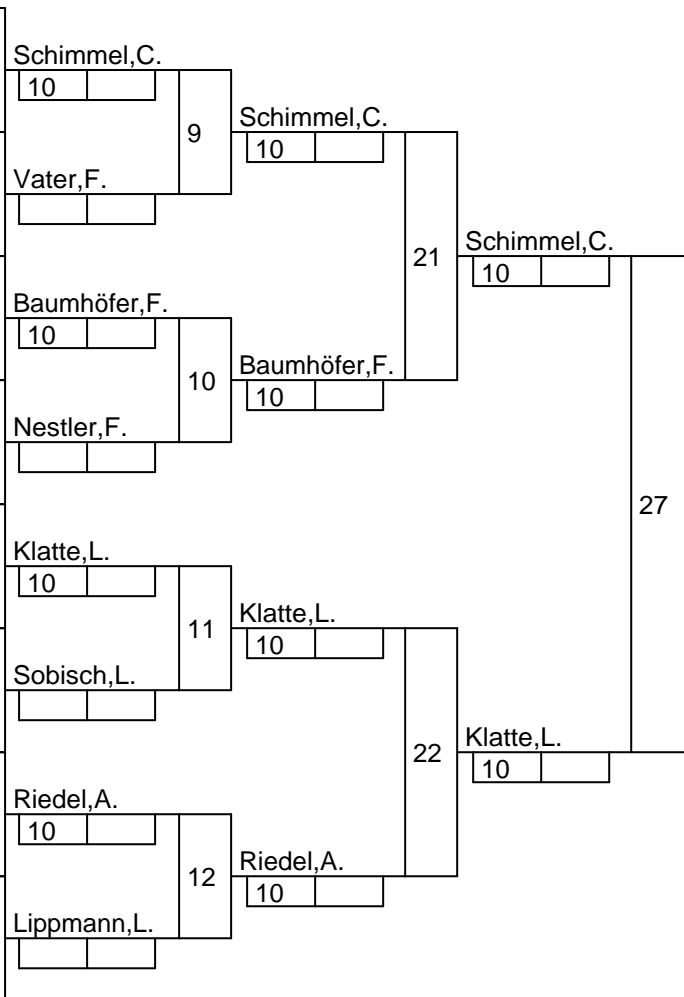 Schimmel,C.
10
9
Schimmel,C.
10
Vater,F.
21
Schimmel,C.
10
Baumhöfer,F.
10
10
Baumhöfer,F.
10
Nestler,F.
27
Klatte,L.
10
11
Klatte,L.
10
Sobisch,L.
22
Klatte,L.
10
Riedel,A.
10
12
Riedel,A.
10
Lippmann,L.